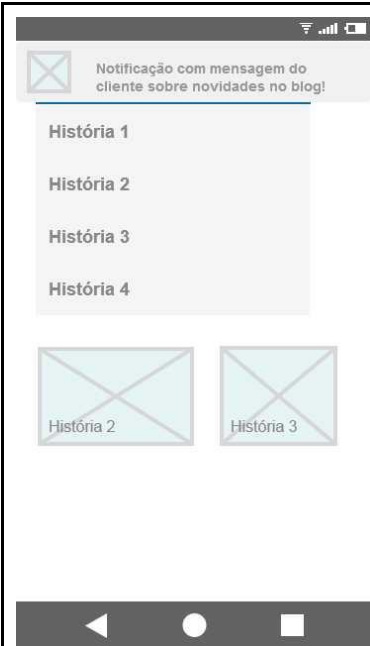 Notificação com mensagem do
cliente sobre novidades no blog!
História 1
História 2
História 3
História 4
História 2
História 3